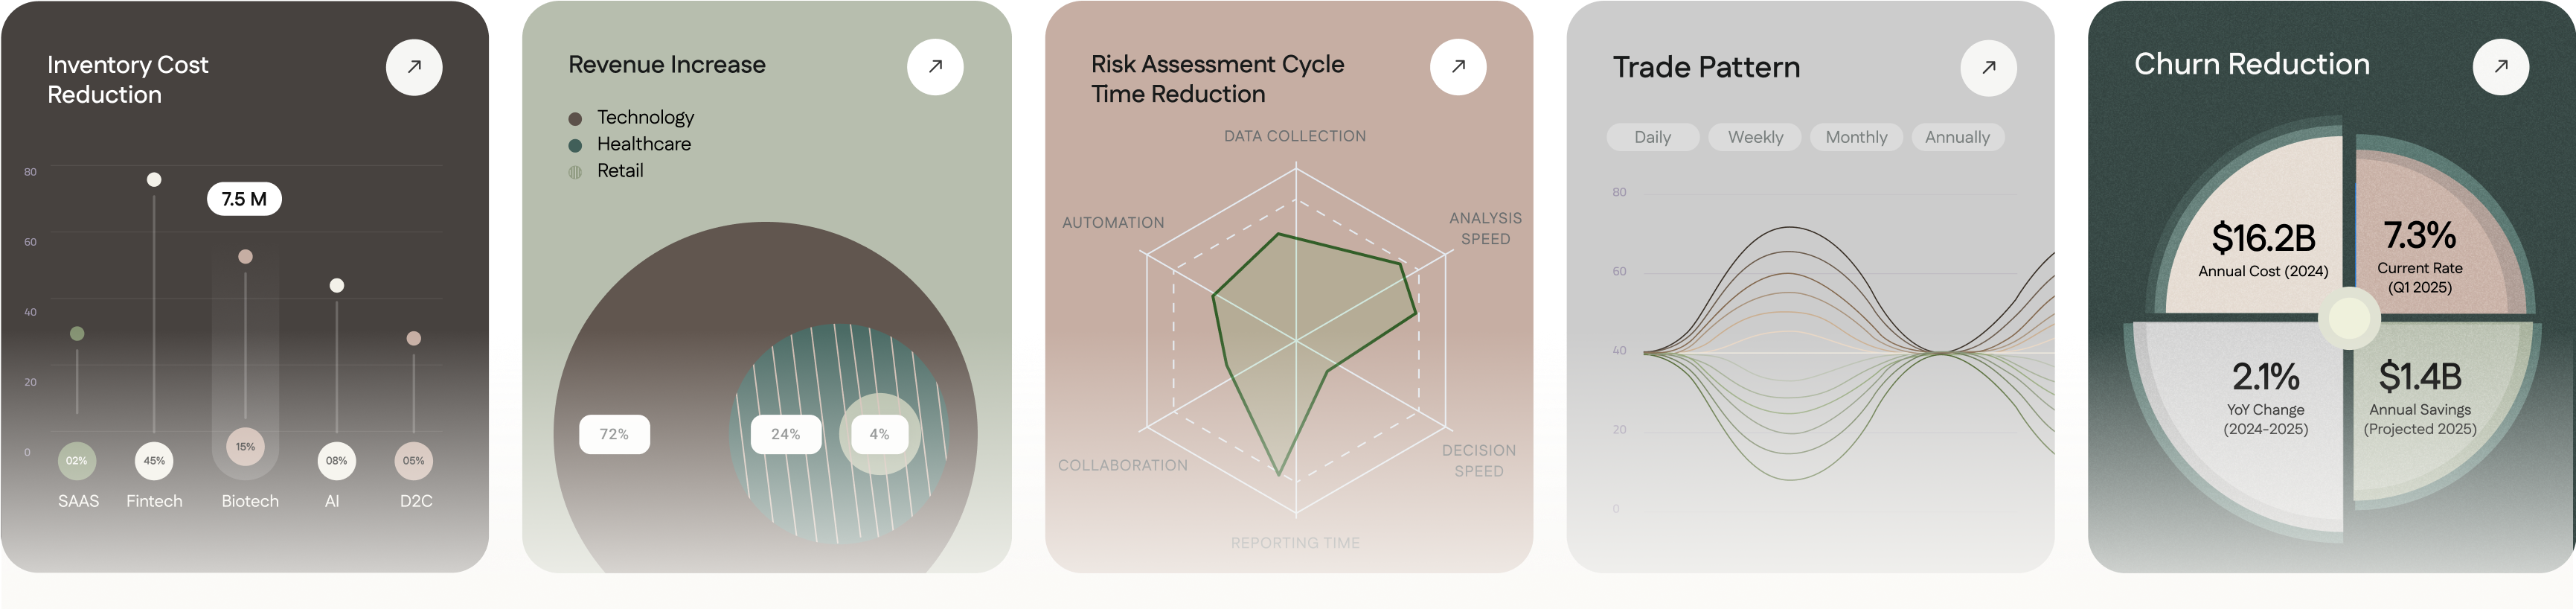 Inventory Cost
Reduction
80
60
40
20
0
7.5 M
02%
45%
15%
08%
05%
SAAS
Fintech
Biotech
AI
D2C
Revenue Increase
Technology
Healthcare
Retail
72%
24%
4%
Risk Assessment Cycle
Time Reduction
DATA COLLECTION
AUTOMATION
ANALYSIS
SPEED
COLLABORATION
DECISION
SPEED
REPORTING TIME
Trade Pattern
Daily
Weekly
Monthly
Annually
80
60
40
20
0
Churn Reduction
$16.2B
Annual Cost (2024)
7.3%
Current Rate
(Q1 2025)
2.1%
YoY Change
(2024-2025)
$1.4B
Annual Savings
(Projected 2025)